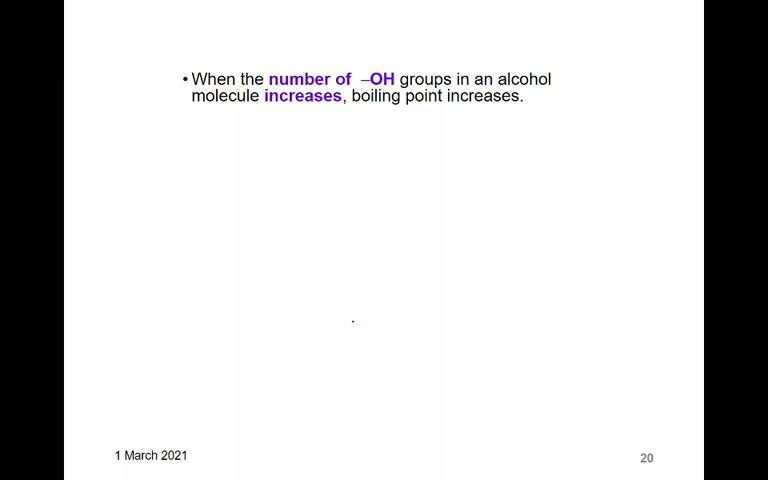 • When the number of –OH groups in an alcohol
molecule increases, boiling point increases.
1 March 2021
20